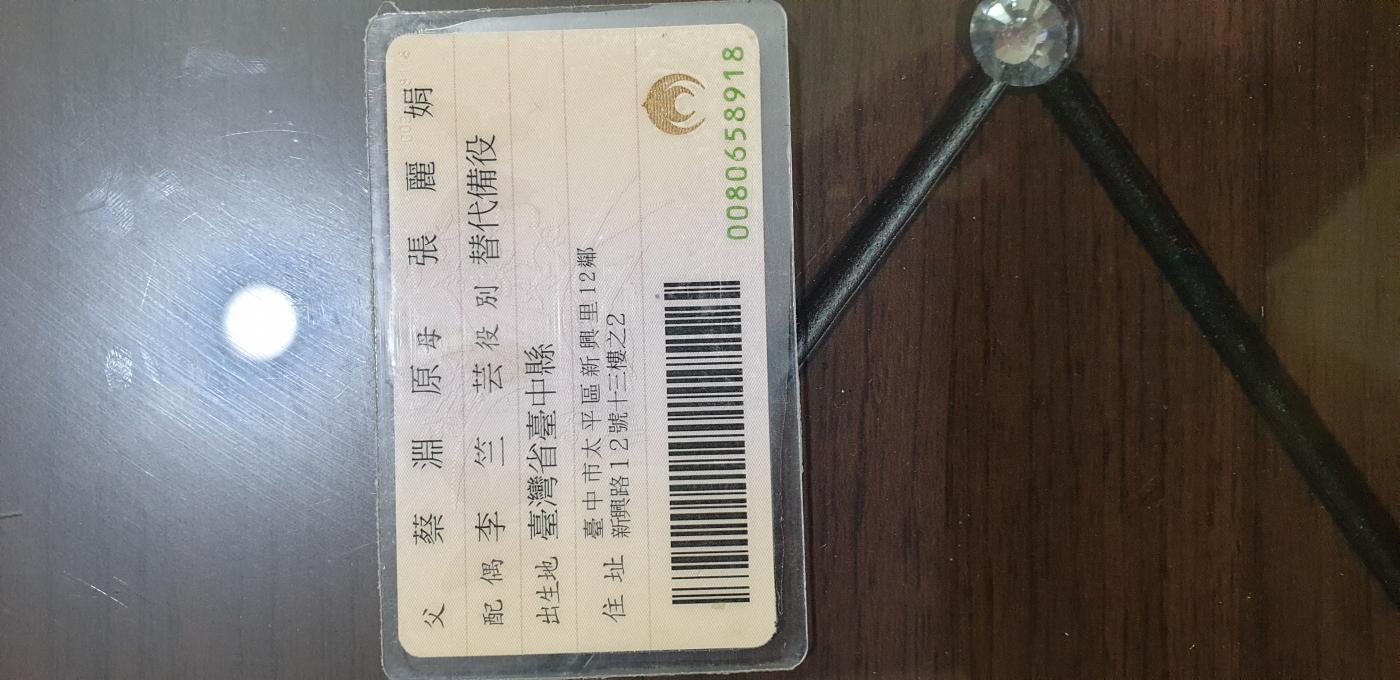 父 蔡淵原 母 張麗娟
配偶 李竺芸 役別 替代備役
出生地 臺灣省臺中縣
住址 臺中市太平區新興里12鄰
新興路12號十三樓之2
0080658918